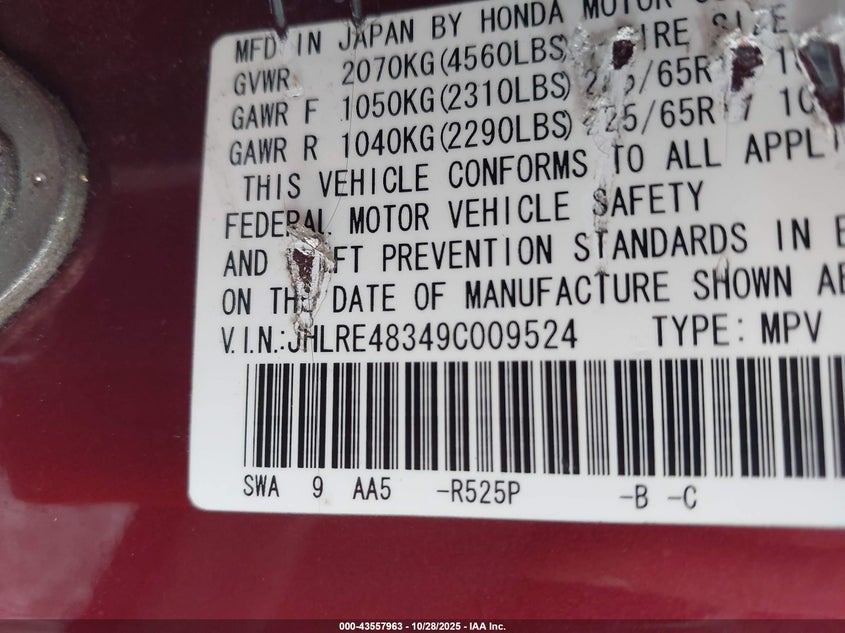 MFD IN JAPAN BY HONDA MOTOR
GVWR 2070KG(4560LBS) TIRE SIZE
GAWR F 1050KG(2310LBS)
GAWR R 1040KG(2290LBS)
THIS VEHICLE CONFORMS TO ALL
FEDERAL MOTOR VEHICLE SAFETY
AND PREVENTION STANDARDS IN
ON THE DATE OF MANUFACTURE SHOWN
V.I.N.:JHLRE48349C009524 TYPE: MPV
SWA 9 AA5 -R525P -B -C
000-43557963 - 10/28/2025 - IAA Inc.